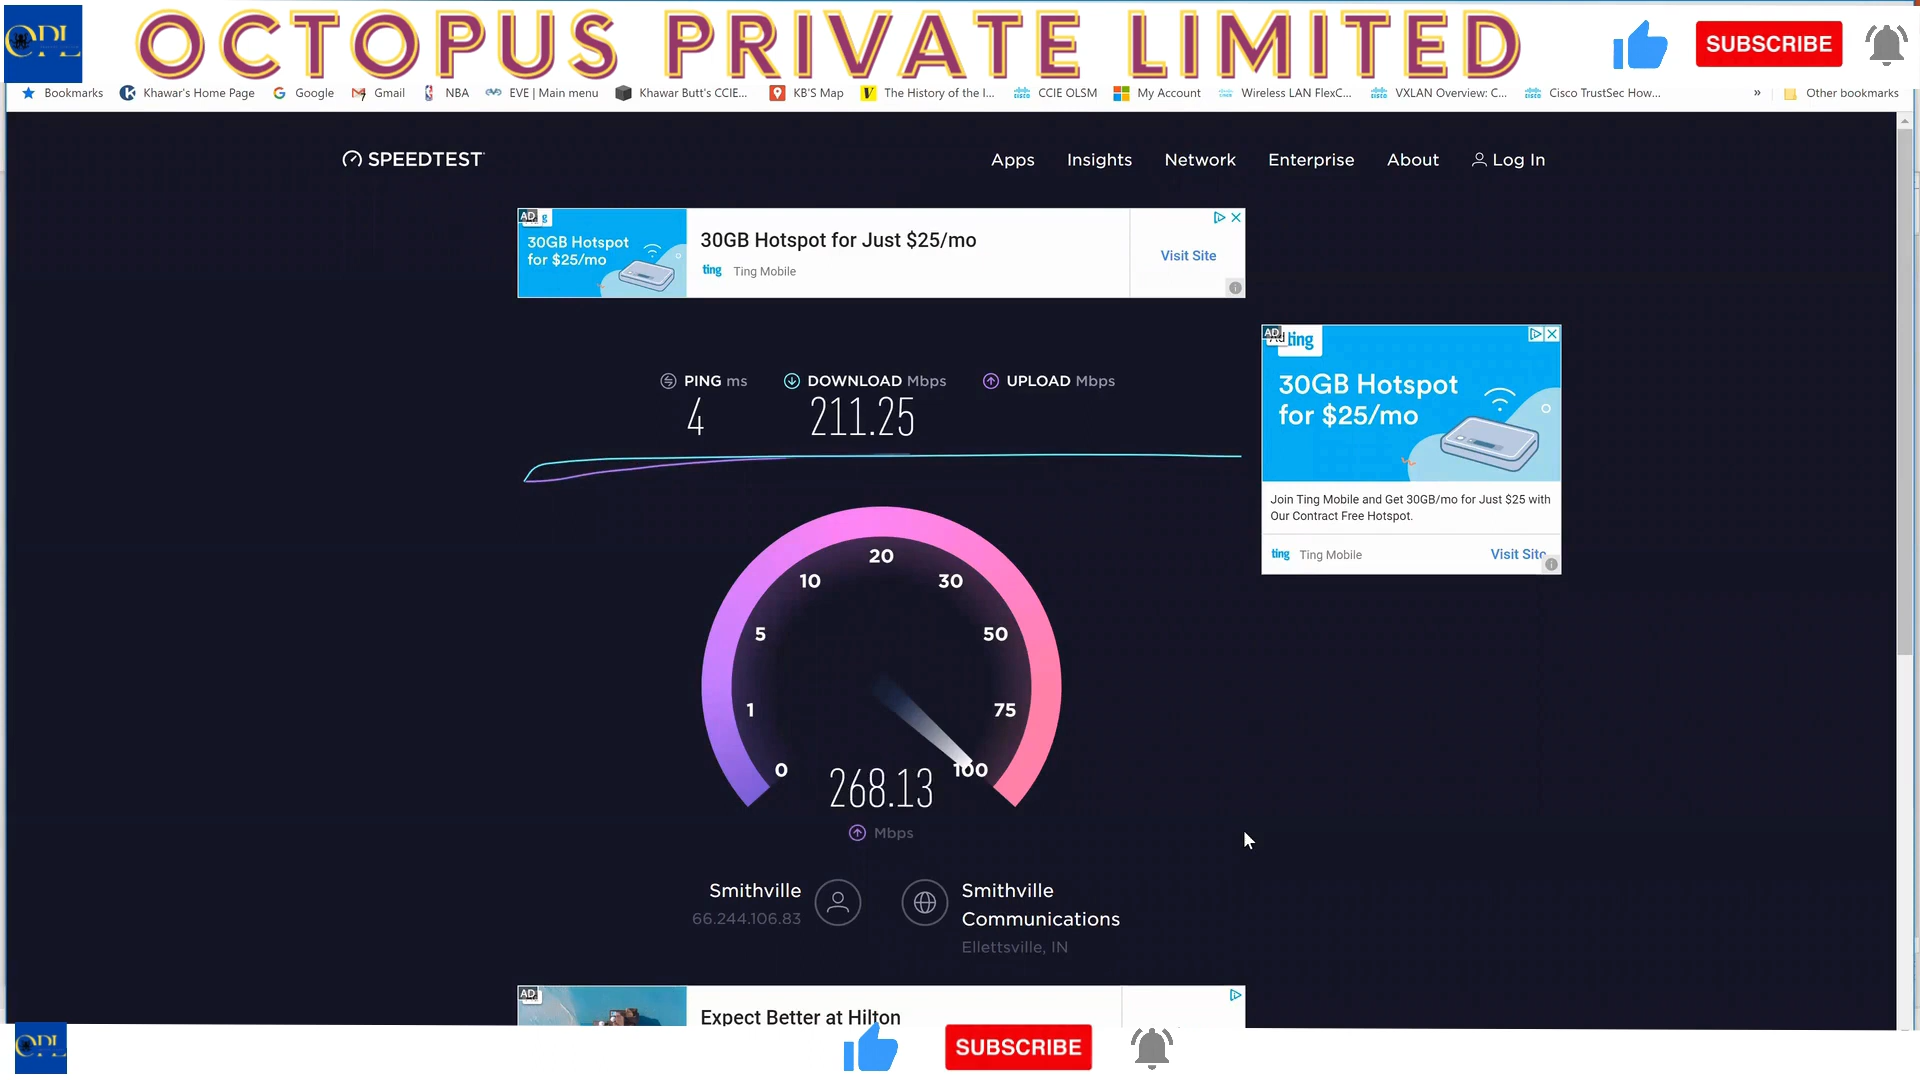 OPL
OCTOPUS PRIVATE LIMITED
SUBSCRIBE
Bookmarks
Khawar's Home Page
Google
Gmail
NBA
EVE | Main menu
Khawar Butt's CCIE...
KB'S Map
The History of the I...
CCIE OLSM
My Account
Wireless LAN FlexC...
VXLAN Overview: C...
Cisco TrustSec How...
»
Other bookmarks
SPEEDTEST
Apps
Insights
Network
Enterprise
About
Log In
AD
30GB Hotspot
for $25/mo
30GB Hotspot for Just $25/mo
ting
Ting Mobile
Visit Site
AD
Ad
ting
30GB Hotspot
for $25/mo
Join Ting Mobile and Get 30GB/mo for Just $25 with
Our Contract Free Hotspot.
ting
Ting Mobile
Visit Site
PING ms
4
DOWNLOAD Mbps
211.25
UPLOAD Mbps
20
10
30
5
50
1
75
0
100
268.13
Mbps
Smithville
66.244.106.83
Smithville
Communications
Ellettsville, IN
AD
Expect Better at Hilton
OPL
SUBSCRIBE